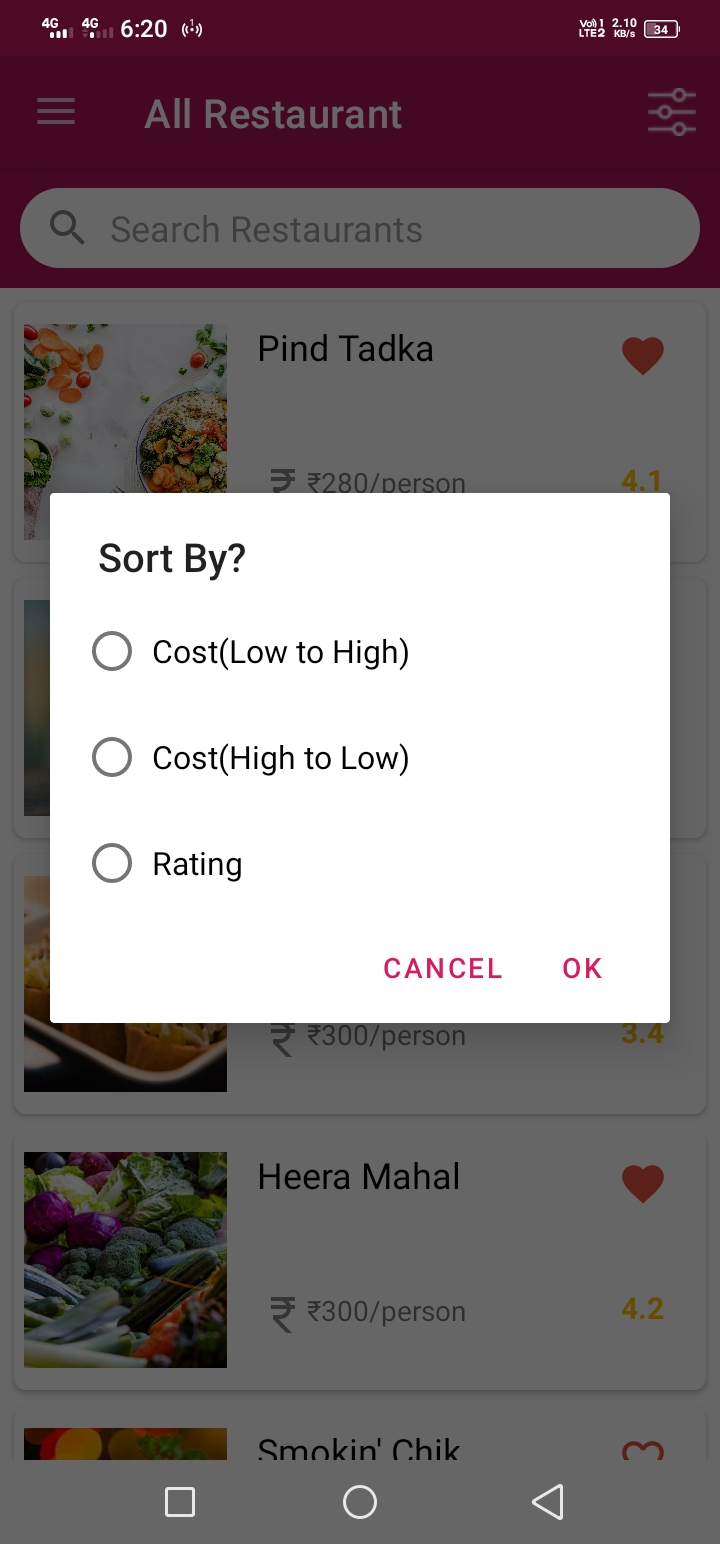 4G 4G 6:20 1 Vo) 1 LTE2 2.10 KB/s 34
All Restaurant
Search Restaurants
Pind Tadka
₹280/person 4.1
Sort By?
Cost(Low to High)
Cost(High to Low)
Rating
CANCEL OK
₹300/person 3.4
Heera Mahal
₹300/person 4.2
Smokin' Chik